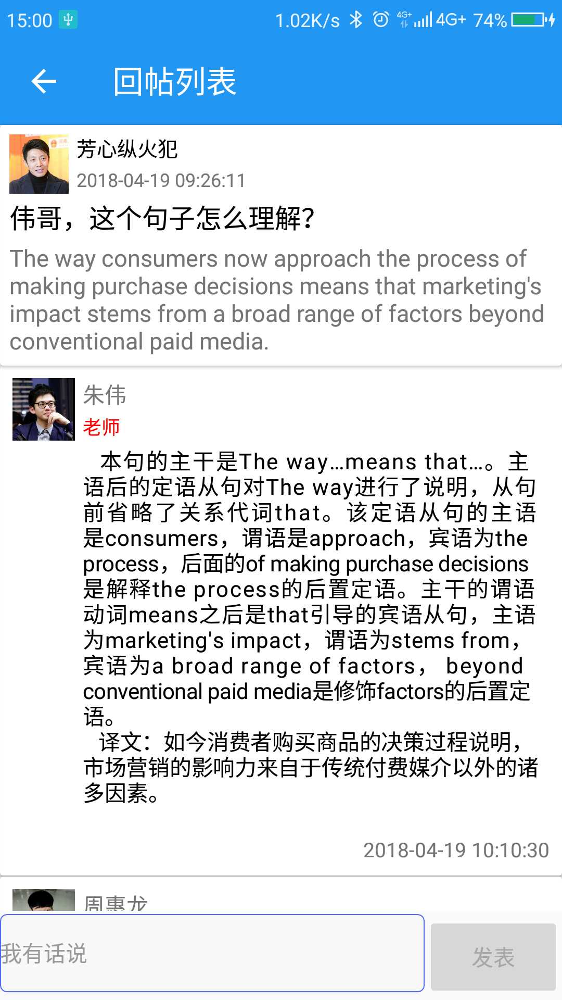 15:00 1.02K/s 4G+ 4G+ 74%
回帖列表
芳心纵火犯
2018-04-19 09:26:11
伟哥，这个句子怎么理解？
The way consumers now approach the process of
making purchase decisions means that marketing's
impact stems from a broad range of factors beyond
conventional paid media.
朱伟
老师
本句的主干是The way…means that…。主
语后的定语从句对The way进行了说明，从句
前省略了关系代词that。该定语从句的主语
是consumers，谓语是approach，宾语为the
process，后面的of making purchase decisions
是解释the process的后置定语。主干的谓语
动词means之后是that引导的宾语从句，主语
为marketing's impact，谓语为stems from，
宾语为a broad range of factors， beyond
conventional paid media是修饰factors的后置定
语。
译文：如今消费者购买商品的决策过程说明，
市场营销的影响力来自于传统付费媒介以外的诸
多因素。
2018-04-19 10:10:30
周惠龙
我有话说
发表